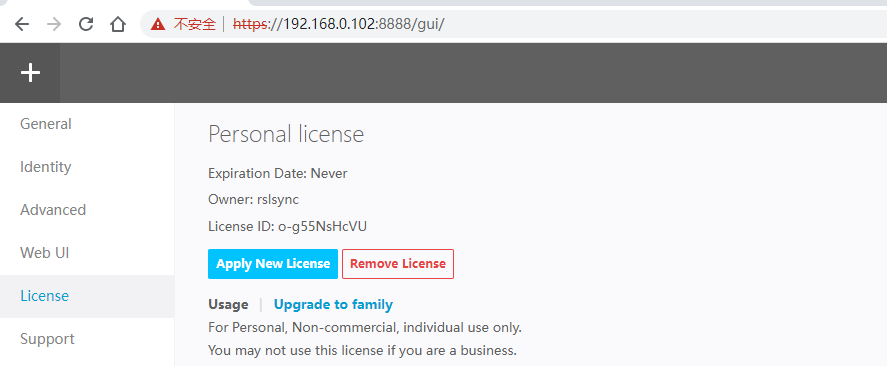 不安全 | https://192.168.0.102:8888/gui/
General
Identity
Advanced
Web UI
License
Support
Personal license
Expiration Date: Never
Owner: rslsync
License ID: o-g55NsHcVU
Apply New License Remove License
Usage | Upgrade to family
For Personal, Non-commercial, individual use only.
You may not use this license if you are a business.